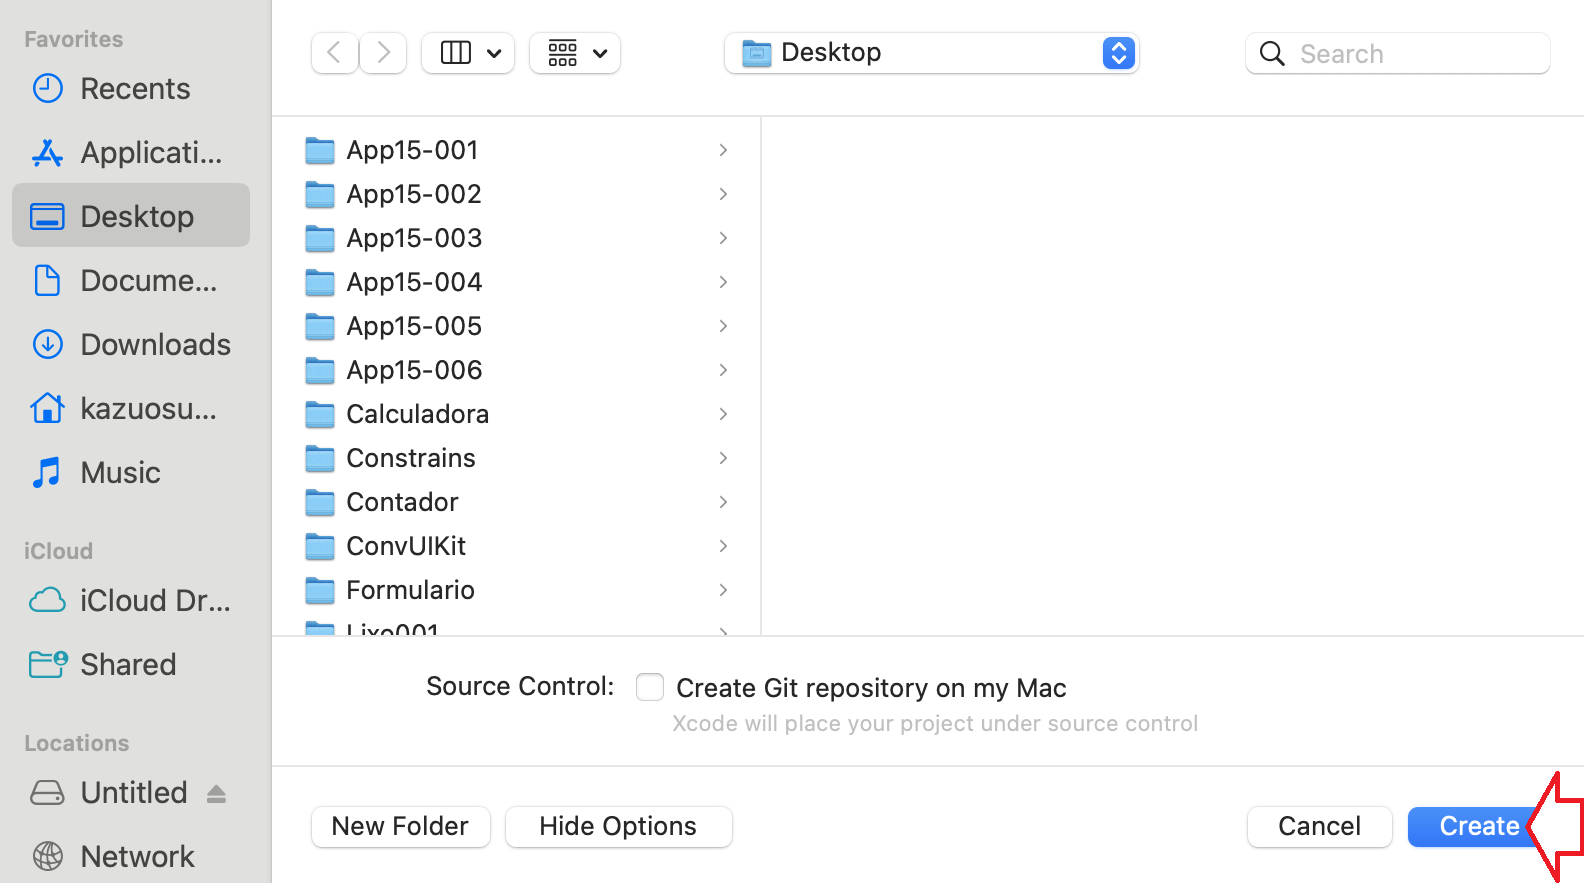 Favorites
Recents
Applicati...
Desktop
Docume...
Downloads
kazuosu...
Music
iCloud
iCloud Dr...
Shared
Locations
Untitled
Network
Desktop
Search
App15-001
App15-002
App15-003
App15-004
App15-005
App15-006
Calculadora
Constrains
Contador
ConvUIKit
Formulario
Lixo001
Source Control:
Create Git repository on my Mac
Xcode will place your project under source control
New Folder
Hide Options
Cancel
Create